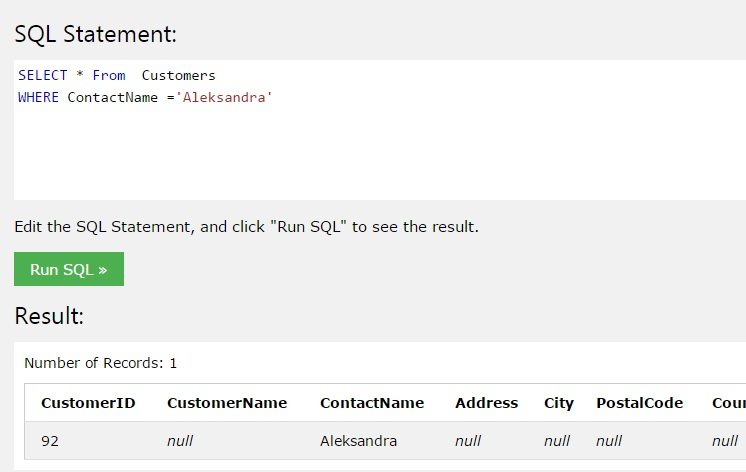 SQL Statement:
SELECT * From  Customers
WHERE ContactName ='Aleksandra'
Edit the SQL Statement, and click "Run SQL" to see the result.
Run SQL »
Result:
Number of Records: 1
CustomerID CustomerName ContactName Address City PostalCode Cour
92 null Aleksandra null null null null